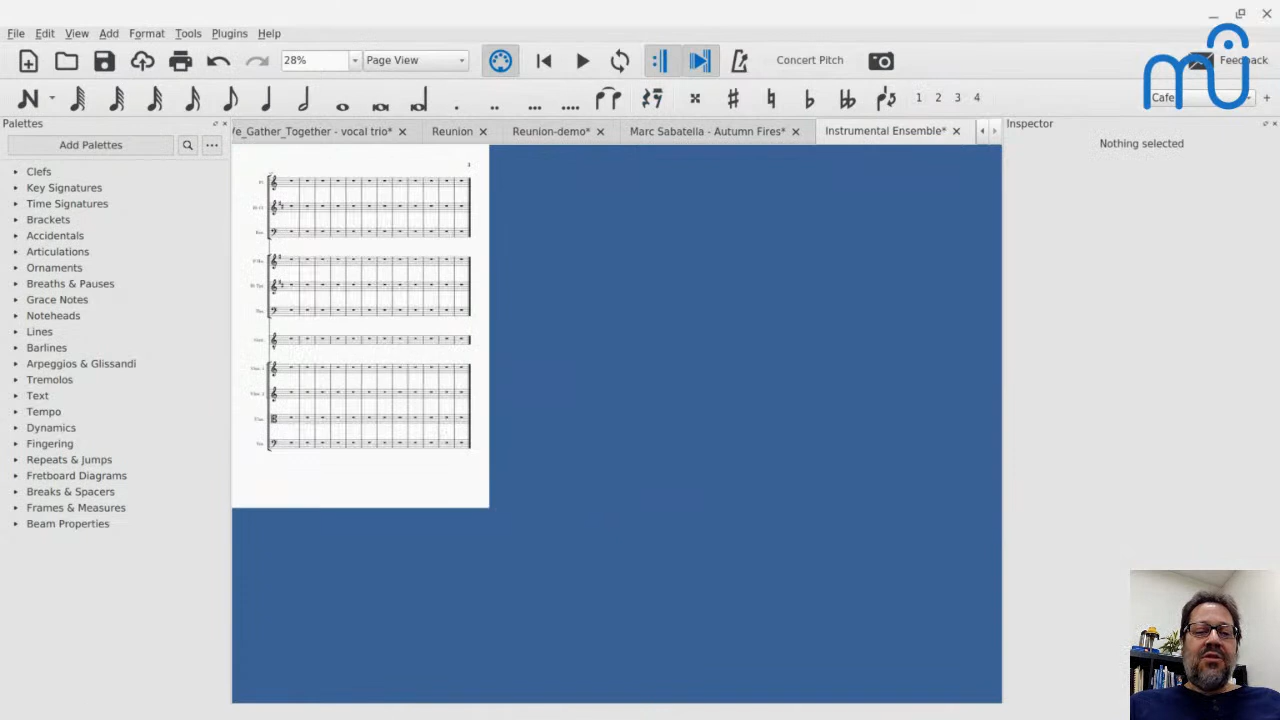 File Edit View Add Format Tools Plugins Help
28% Page View Concert Pitch Feedback
1 2 3 4
Palettes
Add Palettes
Clefs
Key Signatures
Time Signatures
Brackets
Accidentals
Articulations
Ornaments
Breaths & Pauses
Grace Notes
Noteheads
Lines
Barlines
Arpeggios & Glissandi
Tremolos
Text
Tempo
Dynamics
Fingering
Repeats & Jumps
Fretboard Diagrams
Breaks & Spacers
Frames & Measures
Beam Properties
/e_Gather_Together - vocal trio* Reunion Reunion-demo* Marc Sabatella - Autumn Fires* Instrumental Ensemble*
Cafe
Inspector
Nothing selected